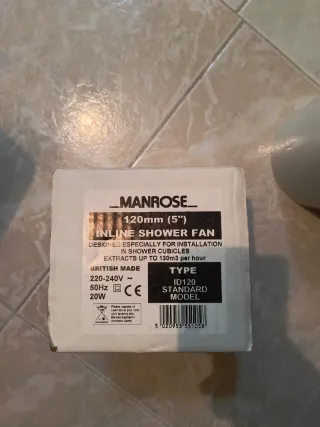 MANROSE
120mm (5")
INLINE SHOWER FAN
DESIGNED ESPECIALLY FOR INSTALLATION
IN SHOWER CUBICLES
EXTRACTS UP TO 130m3 per hour
BRITISH MADE
220-240V ~
50Hz
20W
CE
TYPE
ID120
STANDARD
MODEL